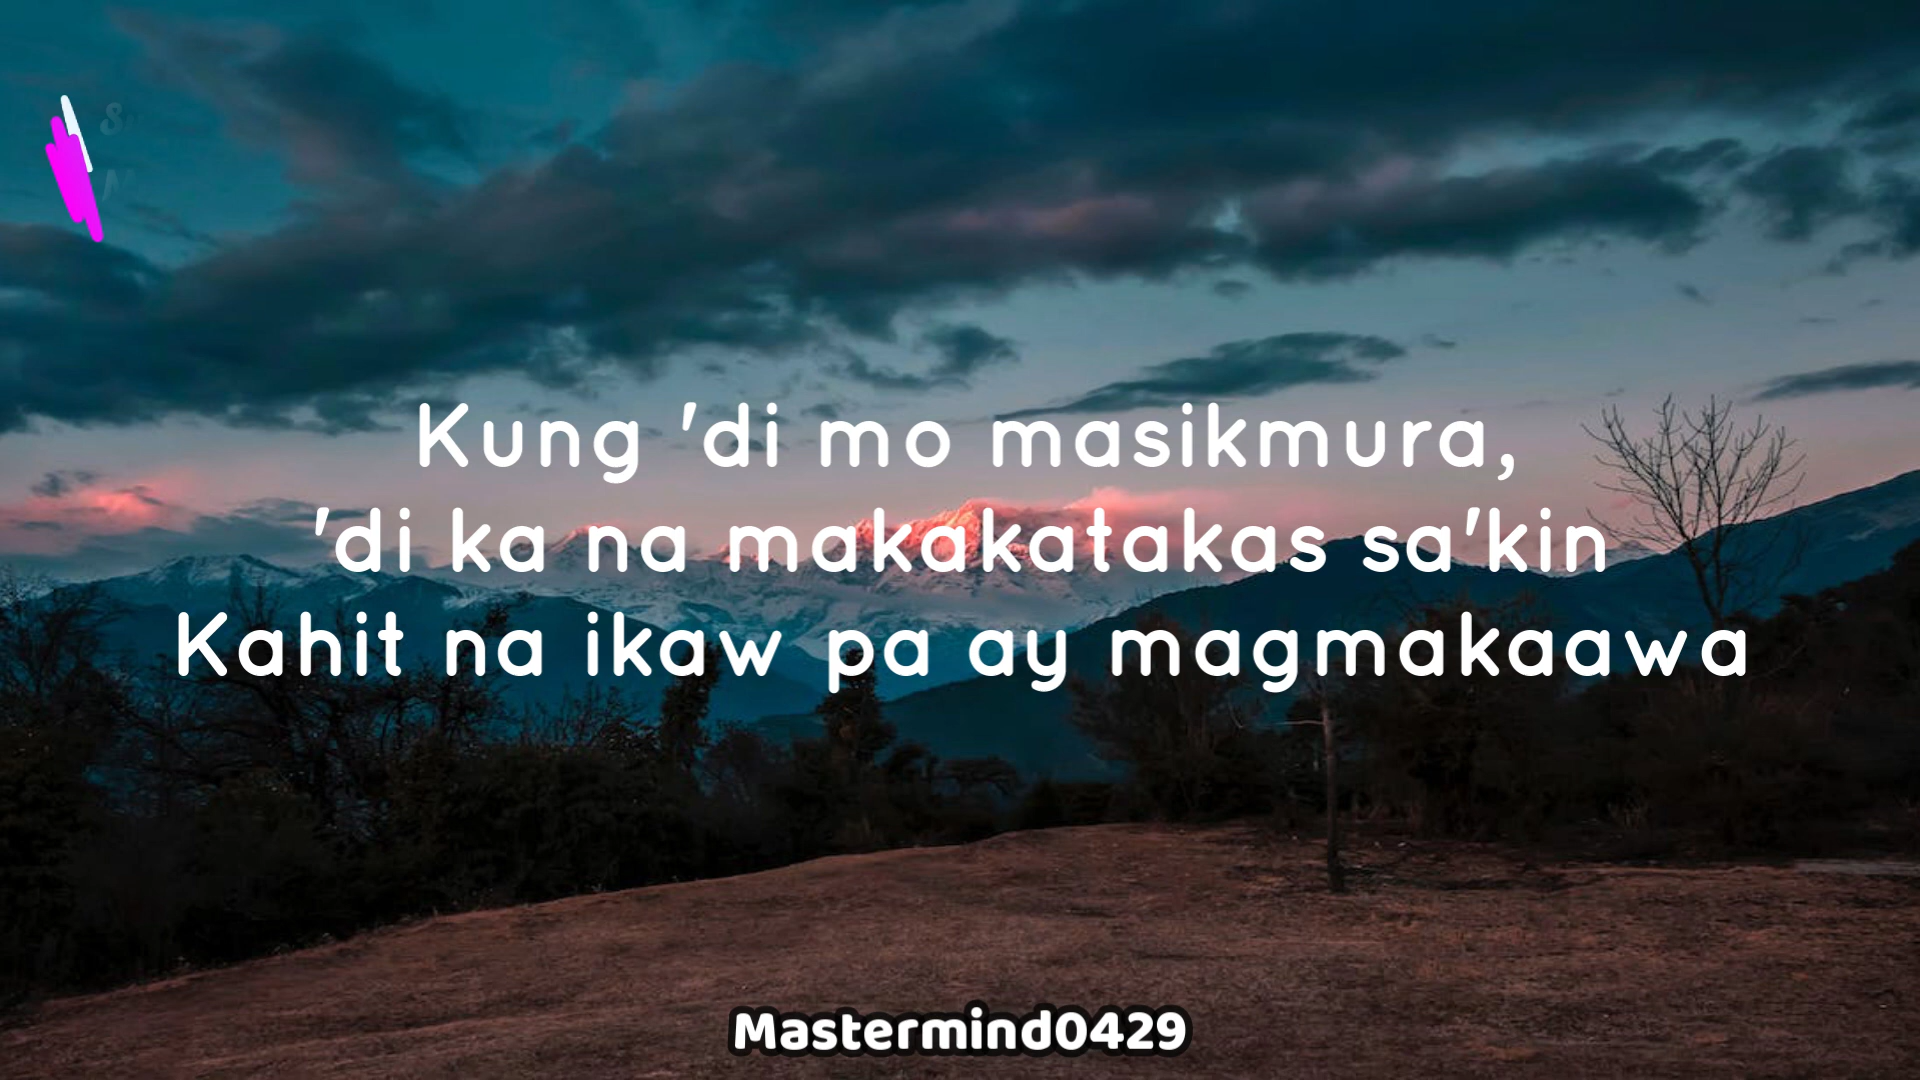 Kung 'di mo masikmura,
'di ka na makakatakas sa'kin
Kahit na ikaw pa ay magmakaawa
Mastermind0429